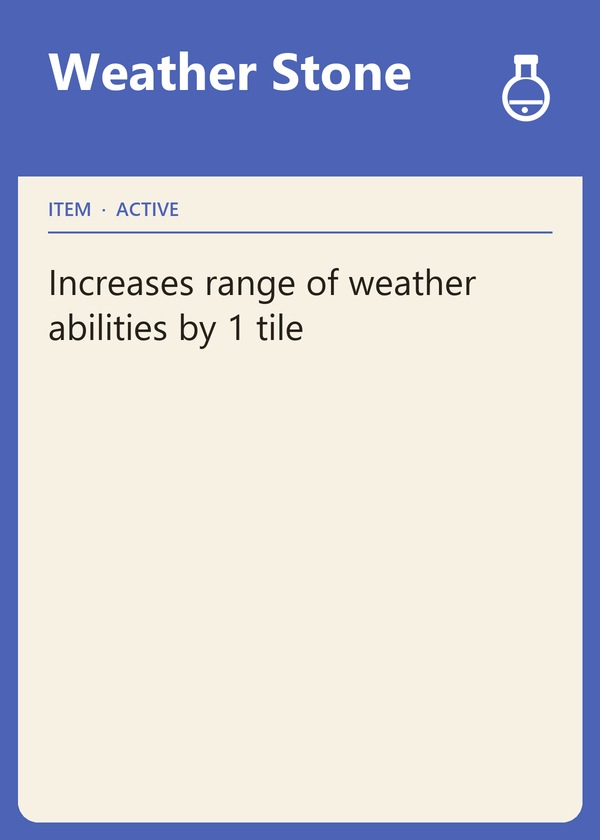 Weather Stone
ITEM · ACTIVE
Increases range of weather
abilities by 1 tile